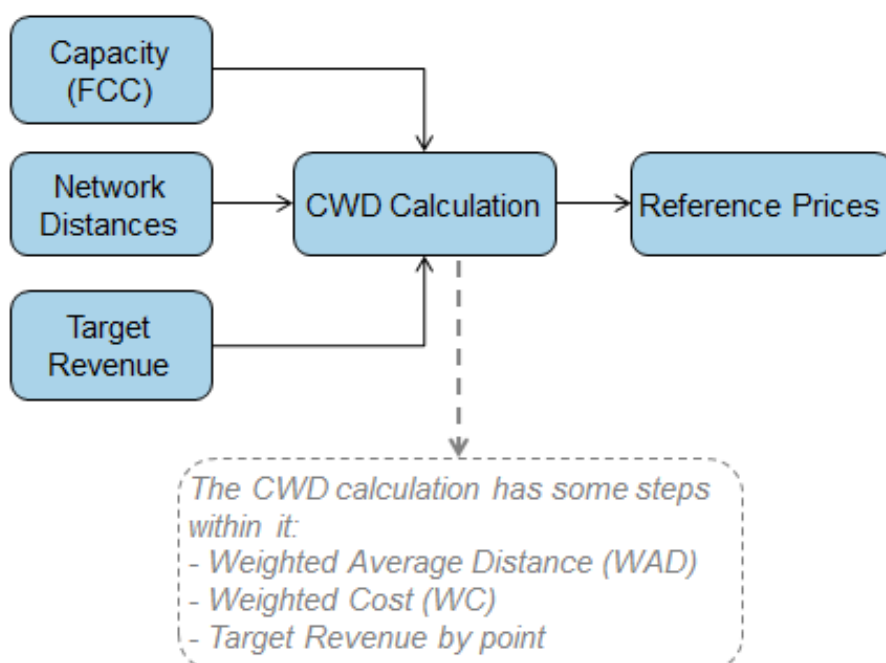 Capacity
(FCC)
Network
Distances
CWD Calculation
Reference Prices
Target
Revenue
The CWD calculation has some steps
within it:
- Weighted Average Distance (WAD)
- Weighted Cost (WC)
- Target Revenue by point